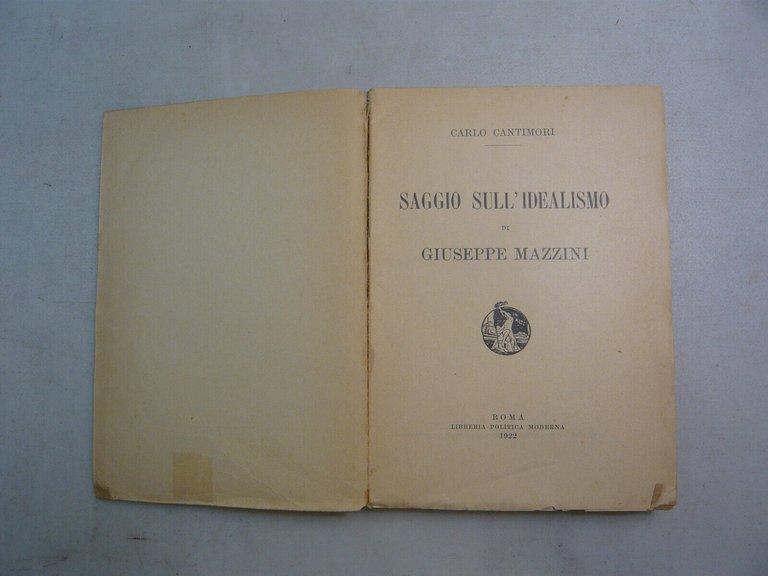 CARLO CANTIMORI
SAGGIO SULL'IDEALISMO
DI
GIUSEPPE MAZZINI
ROMA
LIBRERIA POLITICA MODERNA
1922